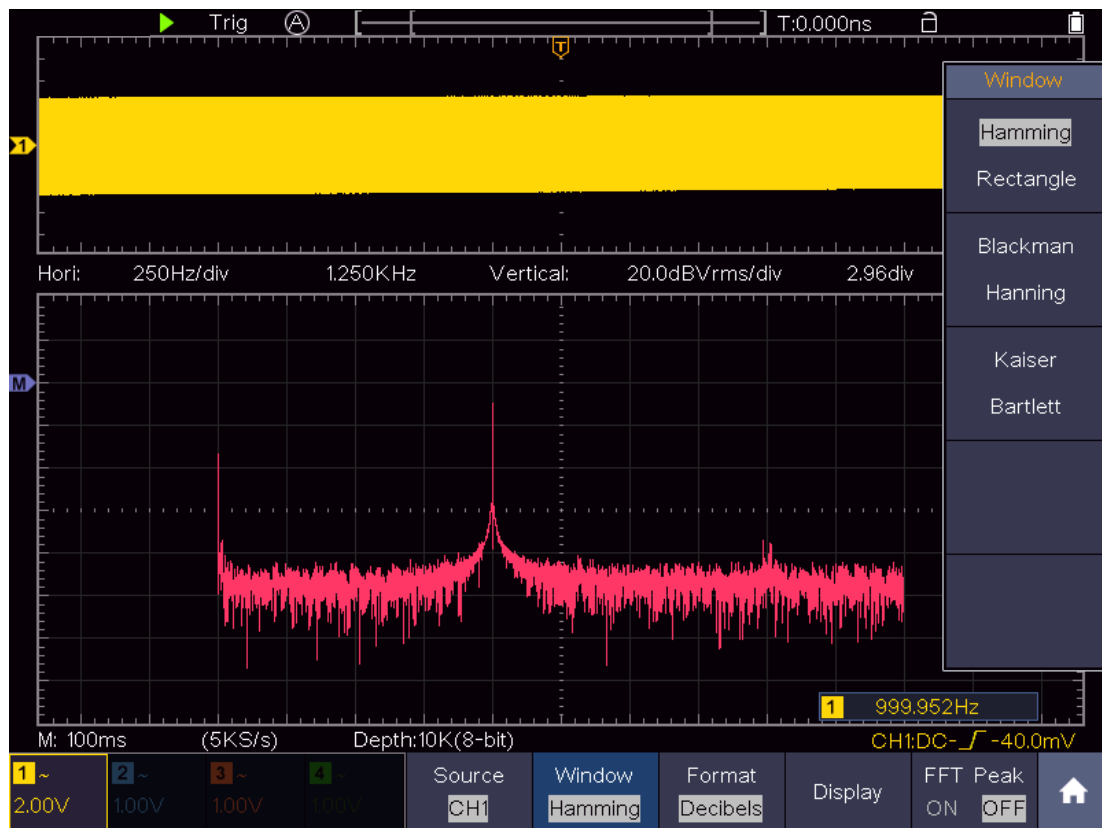 Trig A T:0.000ns
T
1
Window
Hamming
Rectangle
Blackman
Hanning
Kaiser
Bartlett
Hori: 250Hz/div 1.250KHz Vertical: 20.0dBVrms/div 2.96div
M
1 999.952Hz
M: 100ms (5KS/s) Depth:10K(8-bit) CH1:DC- -40.0mV
1 ~ 2 ~ 3 ~ 4 ~ Source Window Format Display FFT Peak
2.00V 1.00V 1.00V 1.00V CH1 Hamming Decibels ON OFF